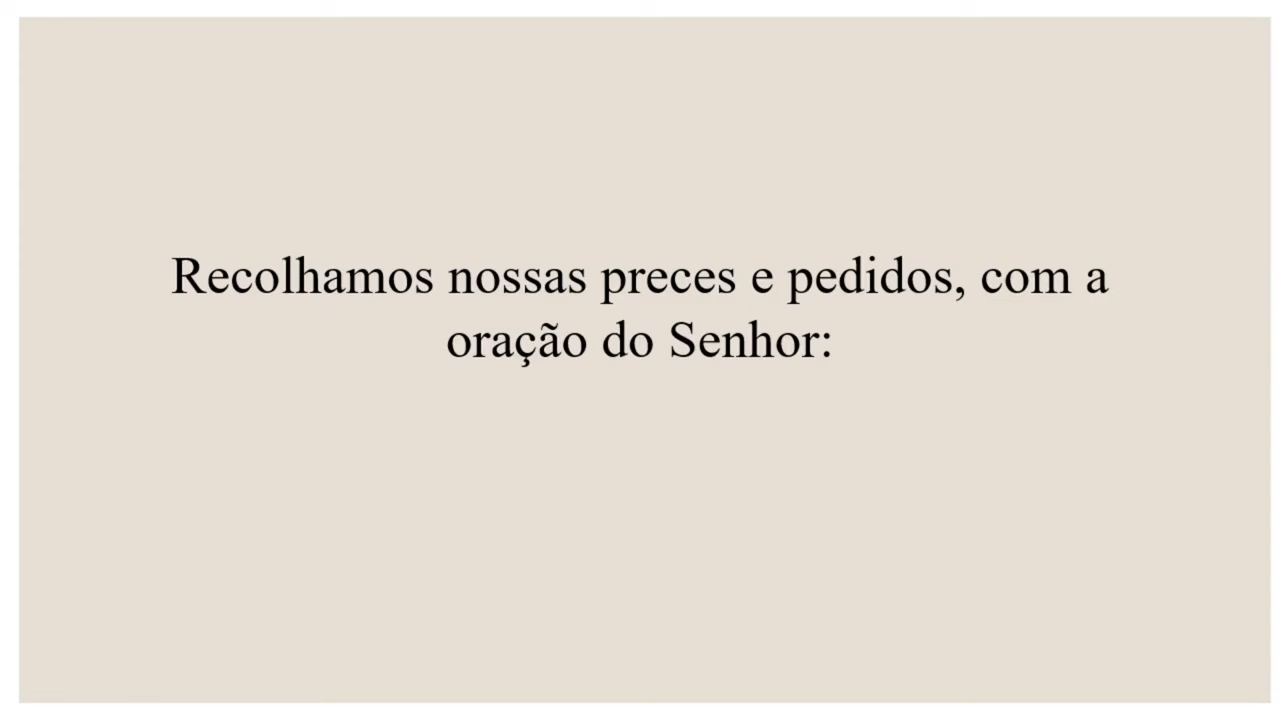 Recolhamos nossas preces e pedidos, com a
oração do Senhor: